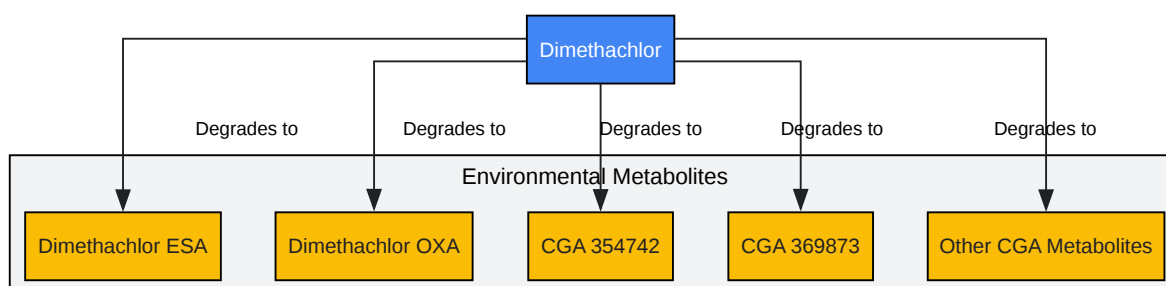 Dimethachlor
Degrades to
Degrades to
Degrades to
Degrades to
Degrades to
Environmental Metabolites
Dimethachlor ESA
Dimethachlor OXA
CGA 354742
CGA 369873
Other CGA Metabolites